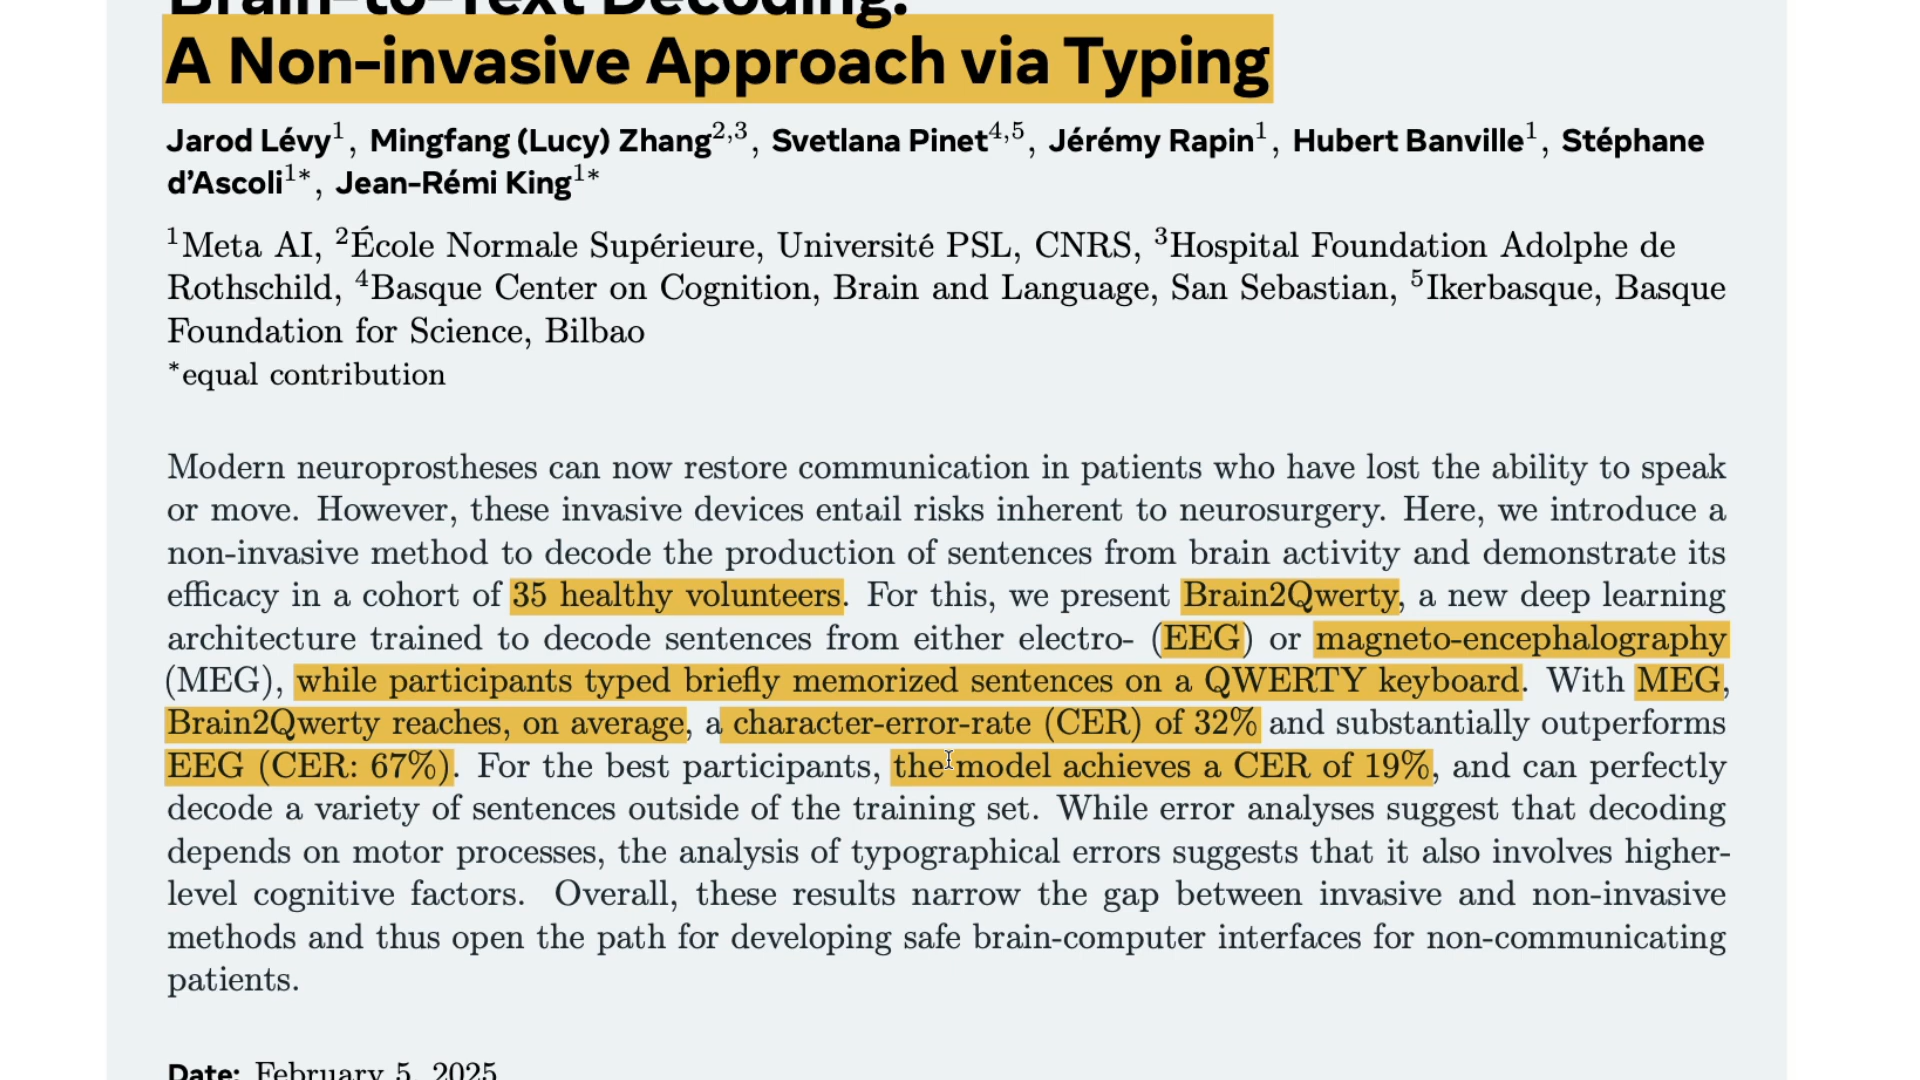 Brain-to-Text Decoding:
A Non-invasive Approach via Typing
Jarod Lévy1, Mingfang (Lucy) Zhang2,3, Svetlana Pinet4,5, Jérémy Rapin1, Hubert Banville1, Stéphane
d’Ascoli1*, Jean-Rémi King1*
1Meta AI, 2École Normale Supérieure, Université PSL, CNRS, 3Hospital Foundation Adolphe de
Rothschild, 4Basque Center on Cognition, Brain and Language, San Sebastian, 5Ikerbasque, Basque
Foundation for Science, Bilbao
*equal contribution
Modern neuroprostheses can now restore communication in patients who have lost the ability to speak
or move. However, these invasive devices entail risks inherent to neurosurgery. Here, we introduce a
non-invasive method to decode the production of sentences from brain activity and demonstrate its
efficacy in a cohort of 35 healthy volunteers. For this, we present Brain2Qwerty, a new deep learning
architecture trained to decode sentences from either electro- (EEG) or magneto-encephalography
(MEG), while participants typed briefly memorized sentences on a QWERTY keyboard. With MEG,
Brain2Qwerty reaches, on average, a character-error-rate (CER) of 32% and substantially outperforms
EEG (CER: 67%). For the best participants, the model achieves a CER of 19%, and can perfectly
decode a variety of sentences outside of the training set. While error analyses suggest that decoding
depends on motor processes, the analysis of typographical errors suggests that it also involves higher-
level cognitive factors. Overall, these results narrow the gap between invasive and non-invasive
methods and thus open the path for developing safe brain-computer interfaces for non-communicating
patients.
Date: February 5, 2025